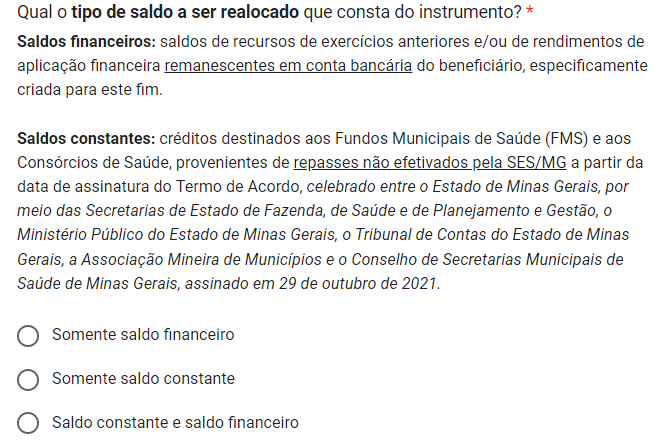 Qual o tipo de saldo a ser realocado que consta do instrumento? *
Saldos financeiros: saldos de recursos de exercícios anteriores e/ou de rendimentos de
aplicação financeira remanescentes em conta bancária do beneficiário, especificamente
criada para este fim.
Saldos constantes: créditos destinados aos Fundos Municipais de Saúde (FMS) e aos
Consórcios de Saúde, provenientes de repasses não efetivados pela SES/MG a partir da
data de assinatura do Termo de Acordo, celebrado entre o Estado de Minas Gerais, por
meio das Secretarias de Estado de Fazenda, de Saúde e de Planejamento e Gestão, o
Ministério Público do Estado de Minas Gerais, o Tribunal de Contas do Estado de Minas
Gerais, a Associação Mineira de Municípios e o Conselho de Secretarias Municipais de
Saúde de Minas Gerais, assinado em 29 de outubro de 2021.
Somente saldo financeiro
Somente saldo constante
Saldo constante e saldo financeiro